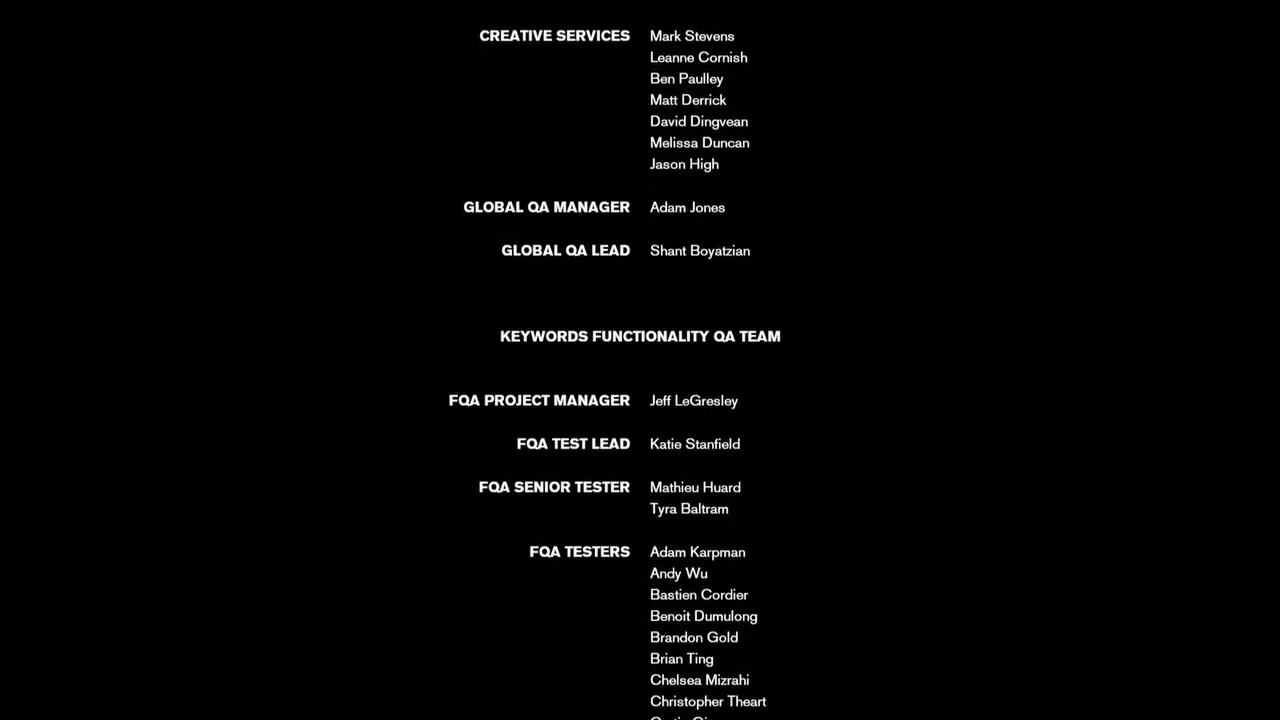 CREATIVE SERVICES Mark Stevens
Leanne Cornish
Ben Paulley
Matt Derrick
David Dingvean
Melissa Duncan
Jason High
GLOBAL QA MANAGER Adam Jones
GLOBAL QA LEAD Shant Boyatzian
KEYWORDS FUNCTIONALITY QA TEAM
FQA PROJECT MANAGER Jeff LeGresley
FQA TEST LEAD Katie Stanfield
FQA SENIOR TESTER Mathieu Huard
Tyra Baltram
FQA TESTERS Adam Karpman
Andy Wu
Bastien Cordier
Benoit Dumulong
Brandon Gold
Brian Ting
Chelsea Mizrahi
Christopher Theart